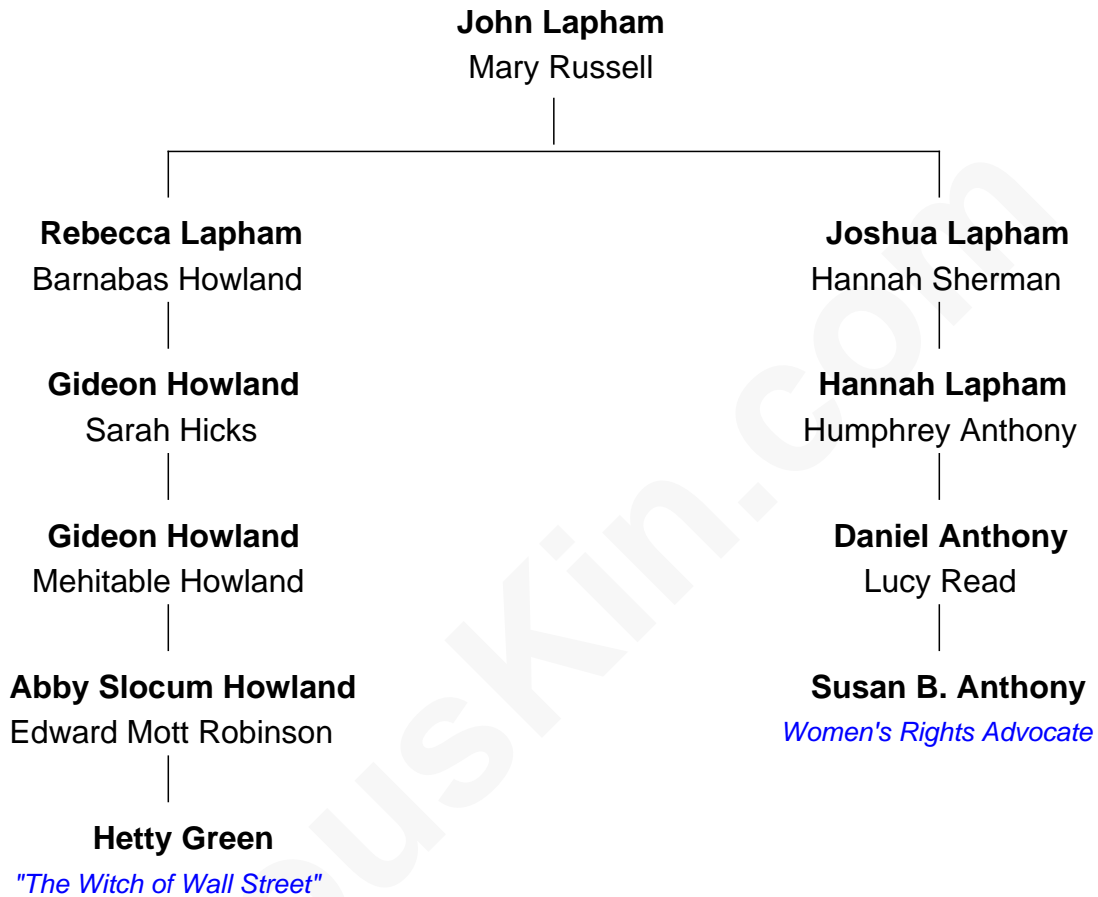 John Lapham
Mary Russell
Rebecca Lapham
Barnabas Howland
Joshua Lapham
Hannah Sherman
Gideon Howland
Sarah Hicks
Hannah Lapham
Humphrey Anthony
Gideon Howland
Mehitable Howland
Daniel Anthony
Lucy Read
Abby Slocum Howland
Edward Mott Robinson
Susan B. Anthony
Women's Rights Advocate
Hetty Green
"The Witch of Wall Street"
ousKin.com